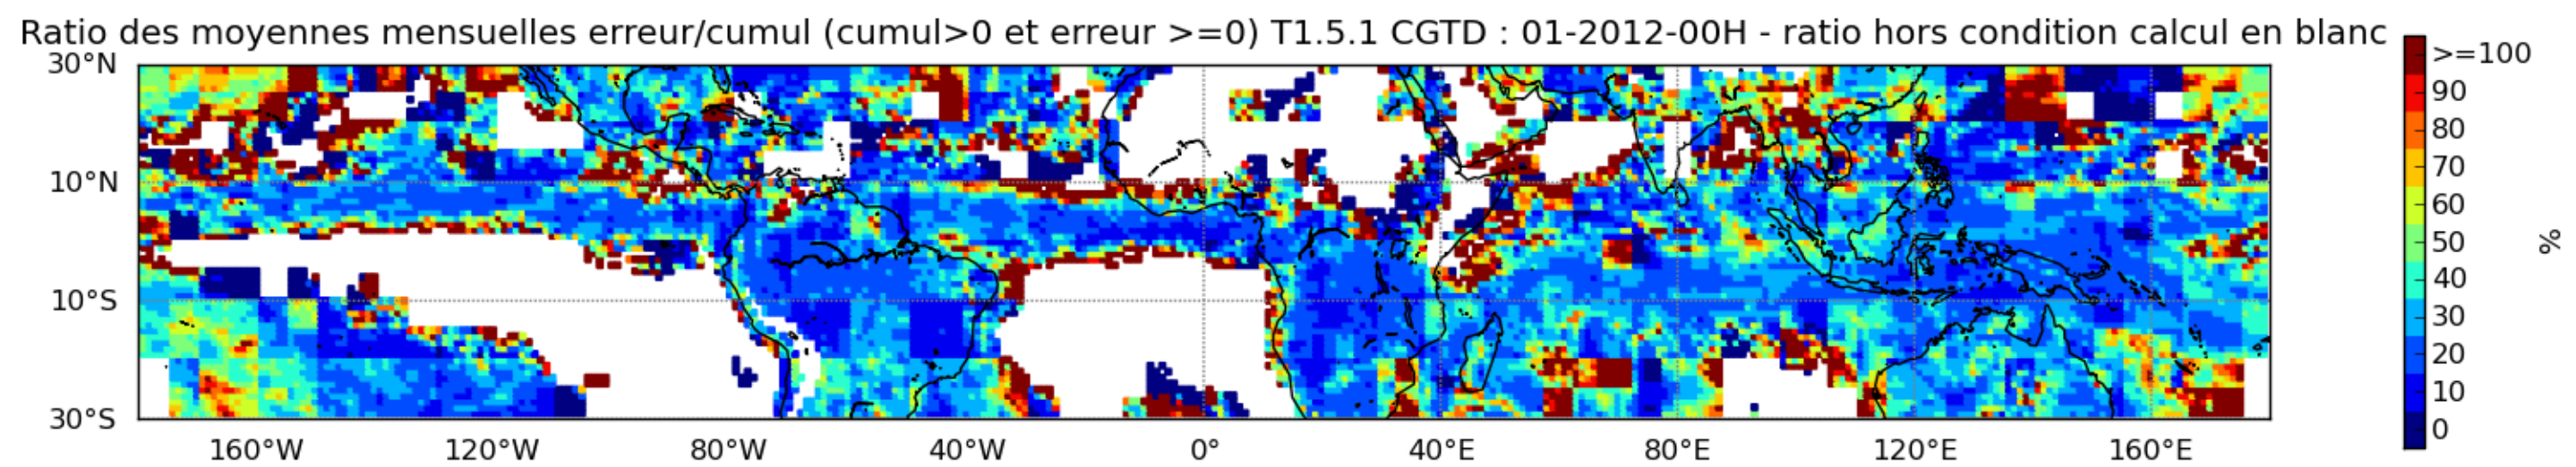 Ratio des moyennes mensuelles erreur/cumul (cumul>0 et erreur >=0) T1.5.1 CGTD : 01-2012-00H - ratio hors condition calcul en blanc
30°N
10°N
10°S
30°S
160°W 120°W 80°W 40°W 0° 40°E 80°E 120°E 160°E
>=100
90
80
70
60
50
40
30
20
10
0
%